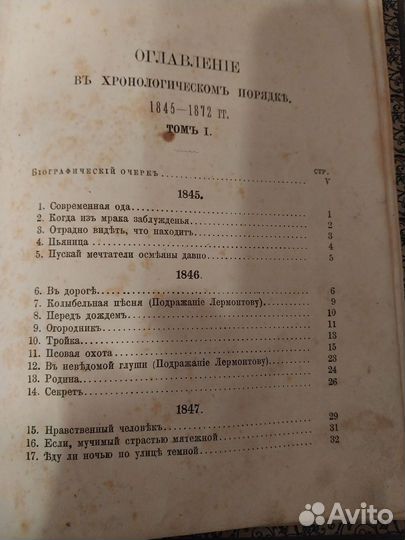 ОГЛАВЛЕНІЕ
ВЪ ХРОНОЛОГИЧЕСКОМЪ ПОРЯДКѢ.
1845—1872 ГГ.
ТОМЪ I.
СТР.
БІОГРАФИЧЕСКІЙ ОЧЕРКЪ V
1845.
1. Современная ода 1
2. Когда изъ мрака заблужденья 2
3. Отрадно видѣть, что находитъ 3
4. Пьяница 4
5. Пускай мечтатели осмѣяны давно 5
1846.
6. Въ дорогѣ 6
7. Колыбельная пѣсня (Подражаніе Лермонтову) 9
8. Передъ дождемъ 10
9. Огородникъ 11
10. Тройка 13
11. Псовая охота 15
12. Въ невѣдомой глуши (Подражаніе Лермонтову) 23
13. Родина 24
14. Секретъ 26
1847.
15. Нравственный человѣкъ 29
16. Если, мучимый страстью мятежной 31
17. Ѣду ли ночью по улицѣ темной 32
Avito